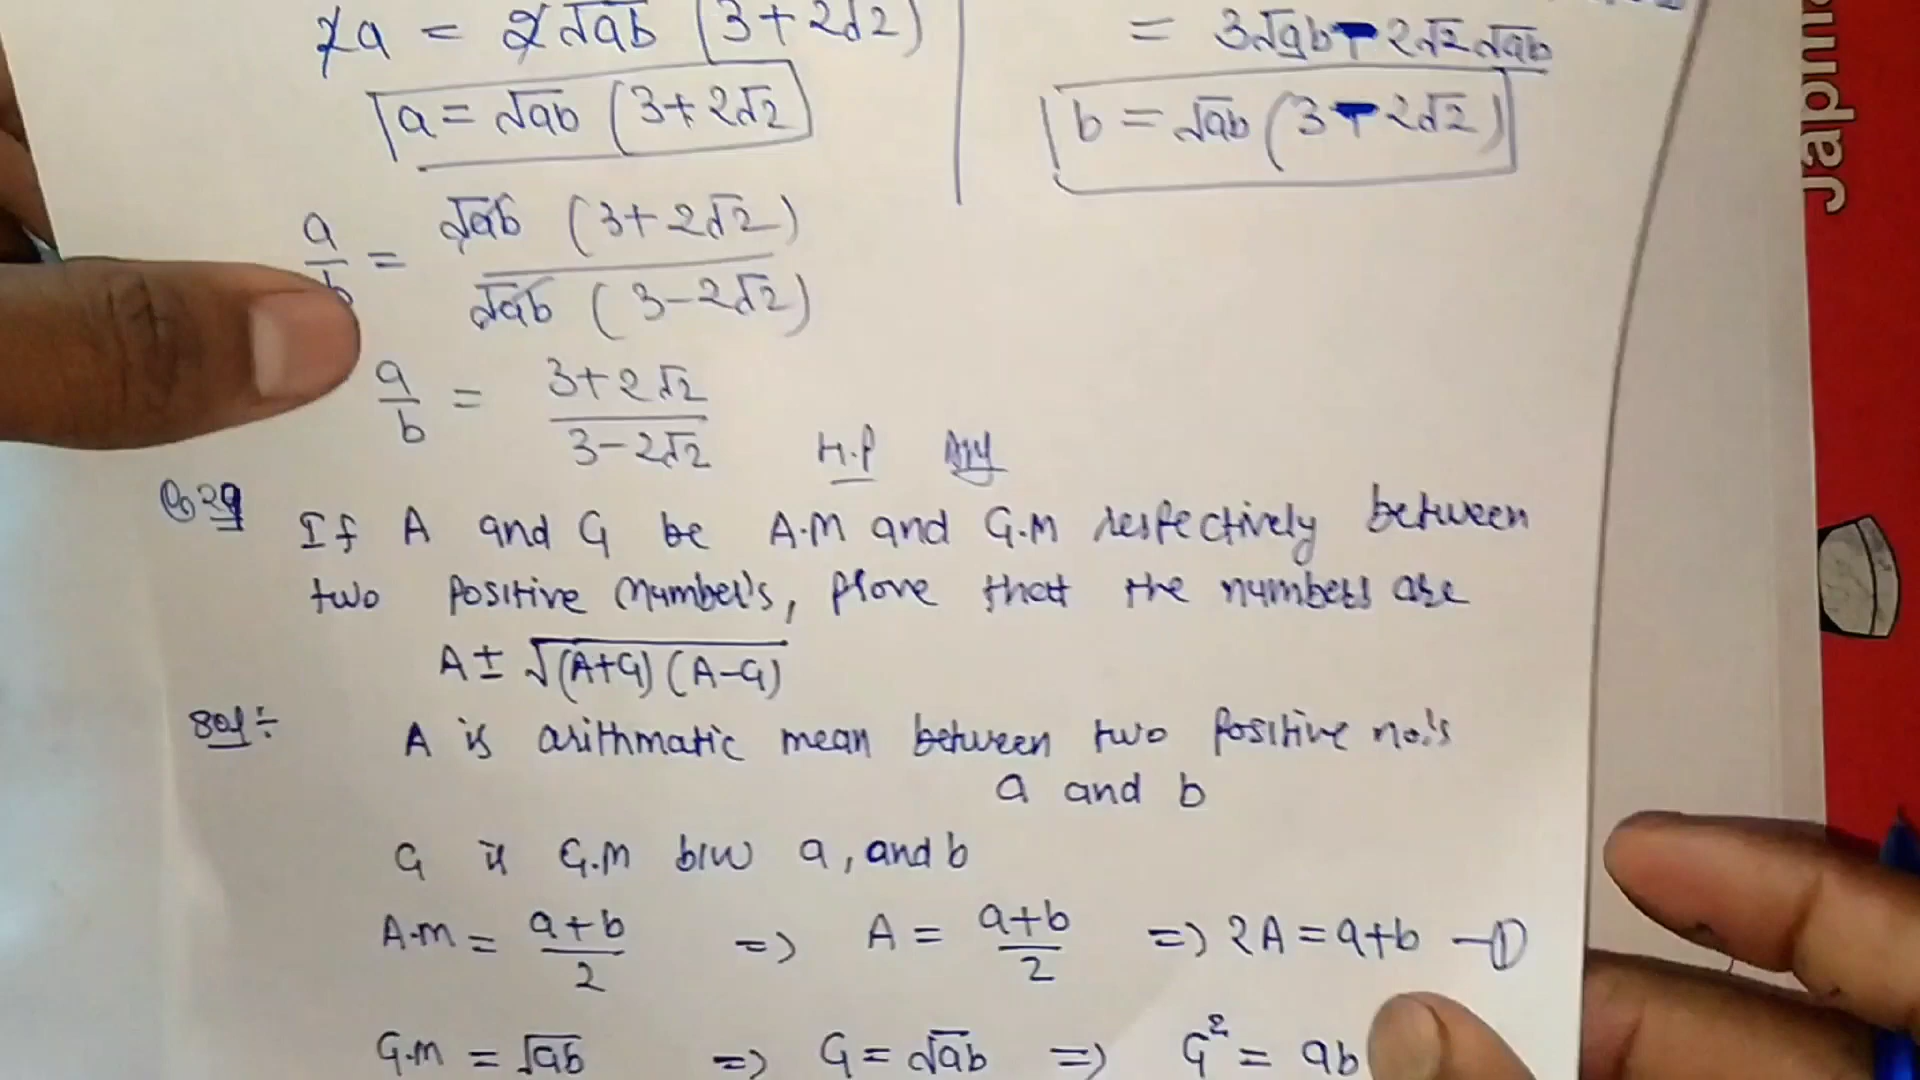 2a = 2√ab (3+2√2)
a = √ab (3+2√2
= 3√ab - 2√2 √ab
b = √ab (3-2√2)
a/b = √ab (3+2√2) / √ab (3-2√2)
a/b = 3+2√2 / 3-2√2 H.P
Q29 If A and G be A.M and G.M respectively between
two positive number's, prove that the numbers are
A ± √(A+G)(A-G)
Sol÷ A is arithmatic mean between two positive no's
a and b
G is G.M b/w a, and b
A.m = a+b/2 => A = a+b/2 => 2A = a+b —①
G.m = √ab => G = √ab => G² = ab
Japma